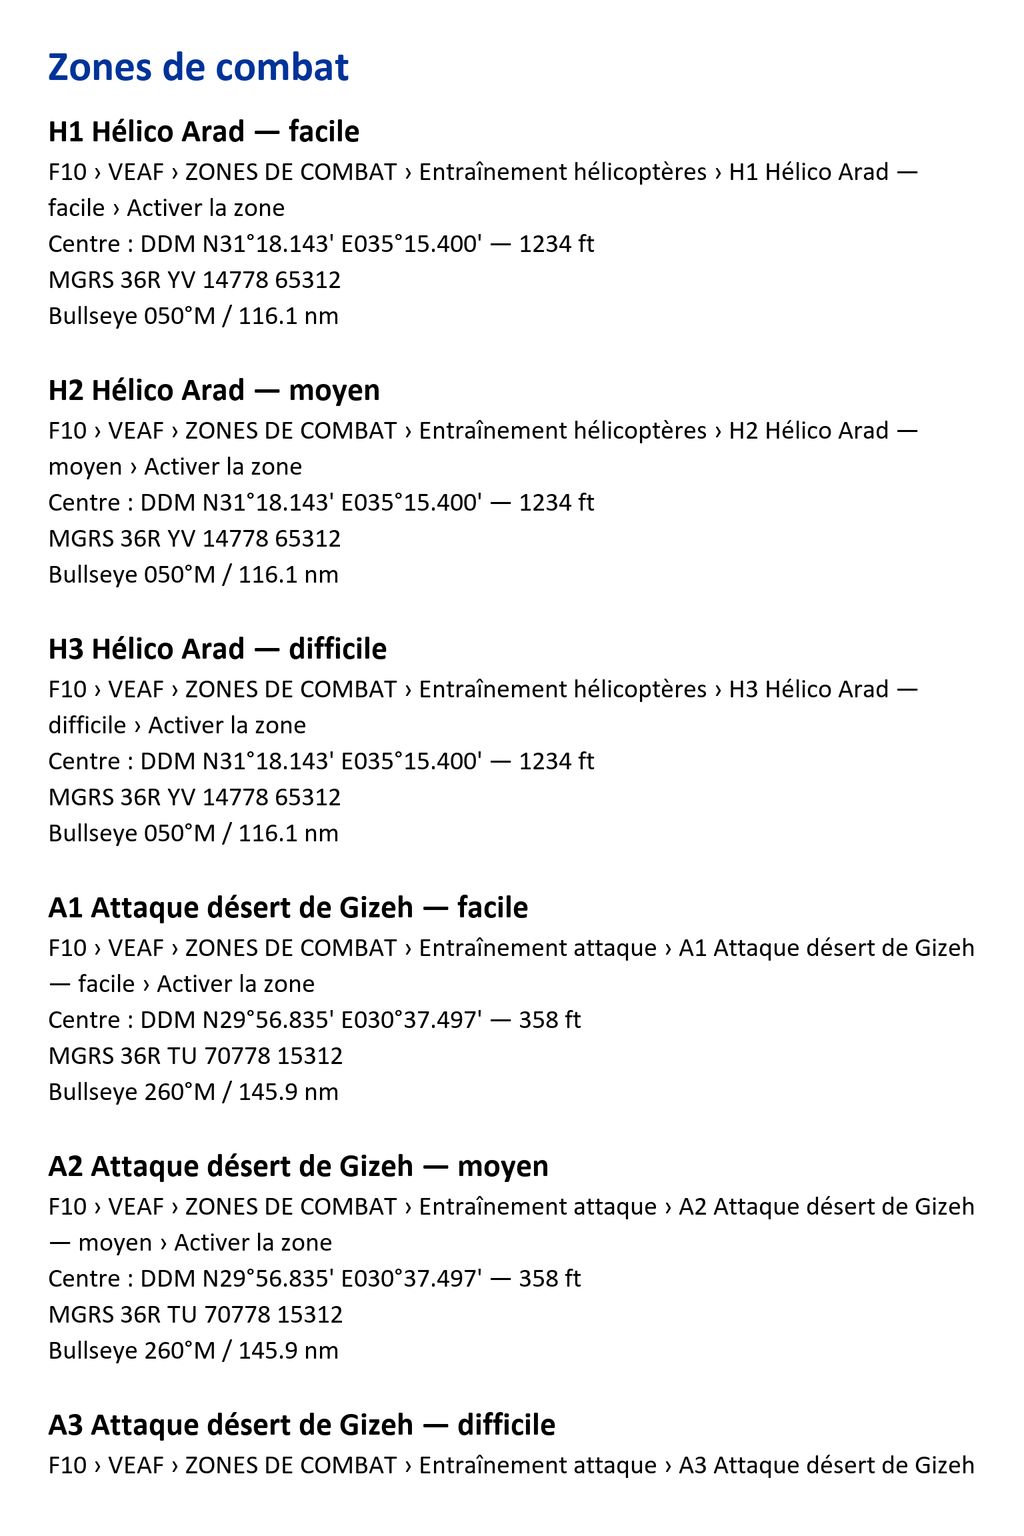 Zones de combat
H1 Hélico Arad — facile
F10 › VEAF › ZONES DE COMBAT › Entraînement hélicoptères › H1 Hélico Arad —
facile › Activer la zone
Centre : DDM N31°18.143' E035°15.400' — 1234 ft
MGRS 36R YV 14778 65312
Bullseye 050°M / 116.1 nm
H2 Hélico Arad — moyen
F10 › VEAF › ZONES DE COMBAT › Entraînement hélicoptères › H2 Hélico Arad —
moyen › Activer la zone
Centre : DDM N31°18.143' E035°15.400' — 1234 ft
MGRS 36R YV 14778 65312
Bullseye 050°M / 116.1 nm
H3 Hélico Arad — difficile
F10 › VEAF › ZONES DE COMBAT › Entraînement hélicoptères › H3 Hélico Arad —
difficile › Activer la zone
Centre : DDM N31°18.143' E035°15.400' — 1234 ft
MGRS 36R YV 14778 65312
Bullseye 050°M / 116.1 nm
A1 Attaque désert de Gizeh — facile
F10 › VEAF › ZONES DE COMBAT › Entraînement attaque › A1 Attaque désert de Gizeh
— facile › Activer la zone
Centre : DDM N29°56.835' E030°37.497' — 358 ft
MGRS 36R TU 70778 15312
Bullseye 260°M / 145.9 nm
A2 Attaque désert de Gizeh — moyen
F10 › VEAF › ZONES DE COMBAT › Entraînement attaque › A2 Attaque désert de Gizeh
— moyen › Activer la zone
Centre : DDM N29°56.835' E030°37.497' — 358 ft
MGRS 36R TU 70778 15312
Bullseye 260°M / 145.9 nm
A3 Attaque désert de Gizeh — difficile
F10 › VEAF › ZONES DE COMBAT › Entraînement attaque › A3 Attaque désert de Gizeh